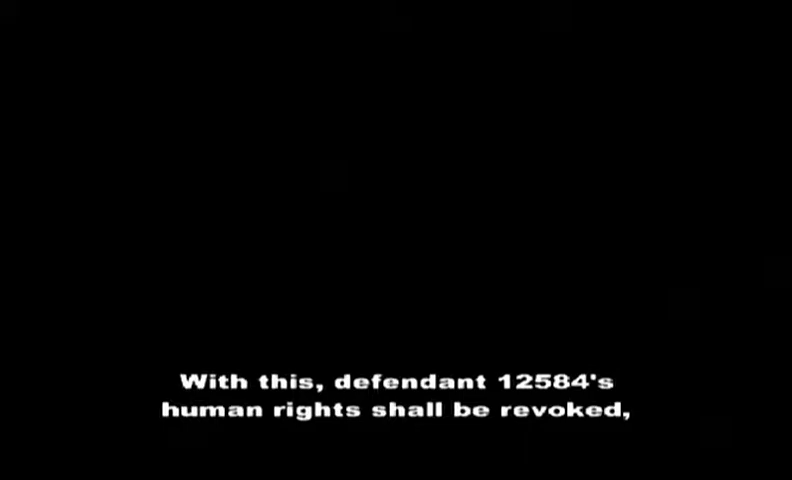 With this, defendant 12584's
human rights shall be revoked,